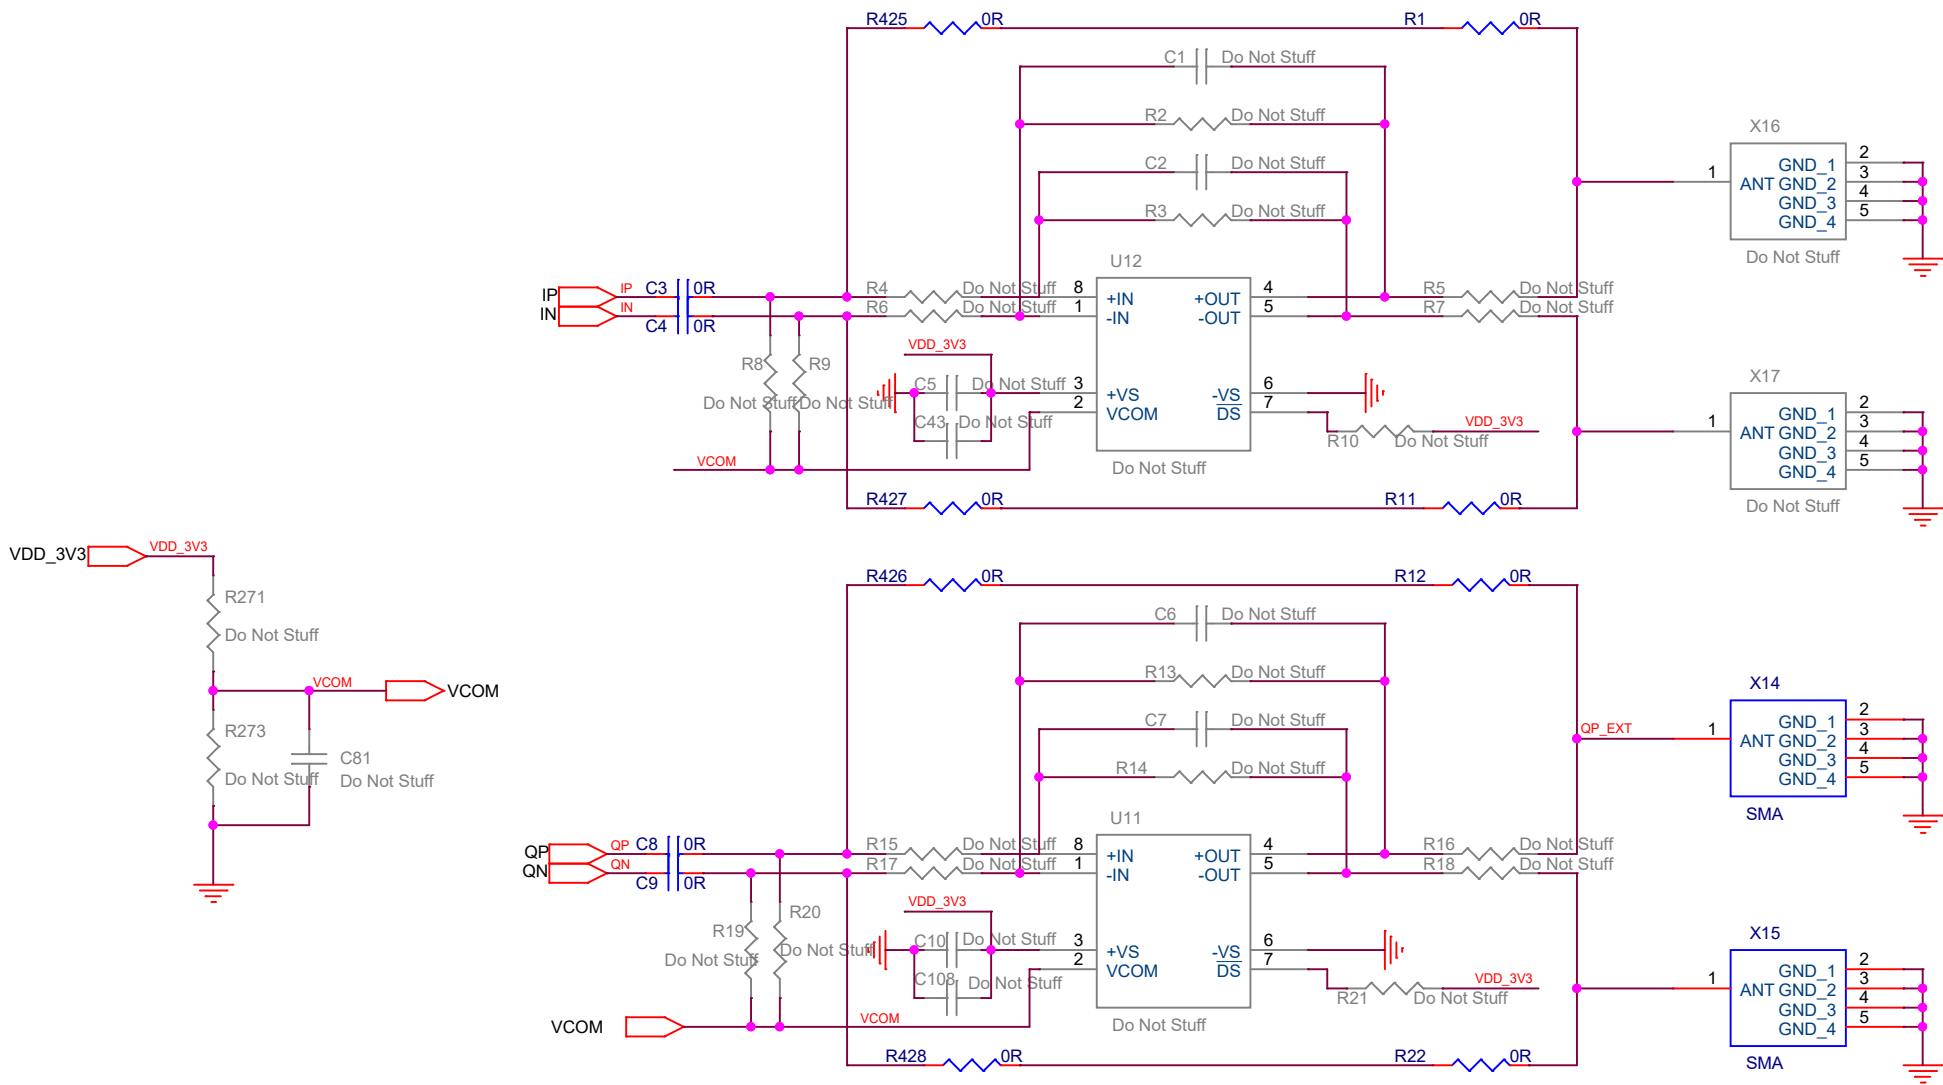 R425 0R R1 0R
C1 Do Not Stuff
R2 Do Not Stuff
C2 Do Not Stuff
R3 Do Not Stuff
X16
1 ANT GND_1 2
GND_2 3
GND_3 4
GND_4 5
Do Not Stuff
U12
IP IP C3 0R R4 Do Not Stuff 8 +IN +OUT 4 R5 Do Not Stuff
IN IN C4 0R R6 Do Not Stuff 1 -IN -OUT 5 R7 Do Not Stuff
VDD_3V3
R8 Do Not Stuff R9 Do Not Stuff
C5 Do Not Stuff 3 +VS -VS 6
C43 Do Not Stuff 2 VCOM DS 7
R10 Do Not Stuff VDD_3V3
VCOM
Do Not Stuff
X17
1 ANT GND_1 2
GND_2 3
GND_3 4
GND_4 5
Do Not Stuff
R427 0R R11 0R
VDD_3V3 VDD_3V3
R271
Do Not Stuff
VCOM VCOM
R273
Do Not Stuff
C81
Do Not Stuff
R426 0R R12 0R
C6 Do Not Stuff
R13 Do Not Stuff
C7 Do Not Stuff
R14 Do Not Stuff
X14
QP_EXT 1 ANT GND_1 2
GND_2 3
GND_3 4
GND_4 5
SMA
U11
QP QP C8 0R R15 Do Not Stuff 8 +IN +OUT 4 R16 Do Not Stuff
QN QN C9 0R R17 Do Not Stuff 1 -IN -OUT 5 R18 Do Not Stuff
VDD_3V3
R19 Do Not Stuff R20 Do Not Stuff
C10 Do Not Stuff 3 +VS -VS 6
C108 Do Not Stuff 2 VCOM DS 7
R21 Do Not Stuff VDD_3V3
VCOM VCOM
Do Not Stuff
X15
1 ANT GND_1 2
GND_2 3
GND_3 4
GND_4 5
SMA
R428 0R R22 0R